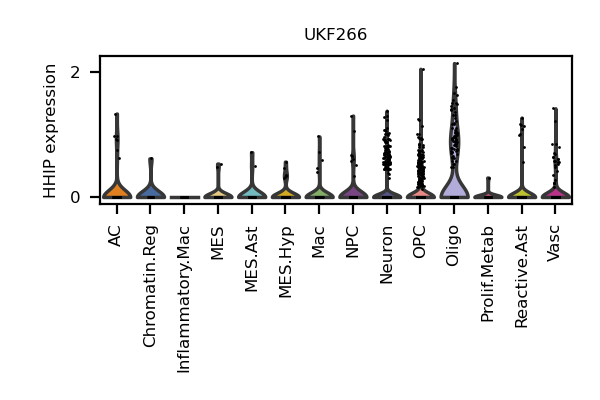 UKF266
HHIP expression
2
0
AC
Chromatin.Reg
Inflammatory.Mac
MES
MES.Ast
MES.Hyp
Mac
NPC
Neuron
OPC
Oligo
Prolif.Metab
Reactive.Ast
Vasc